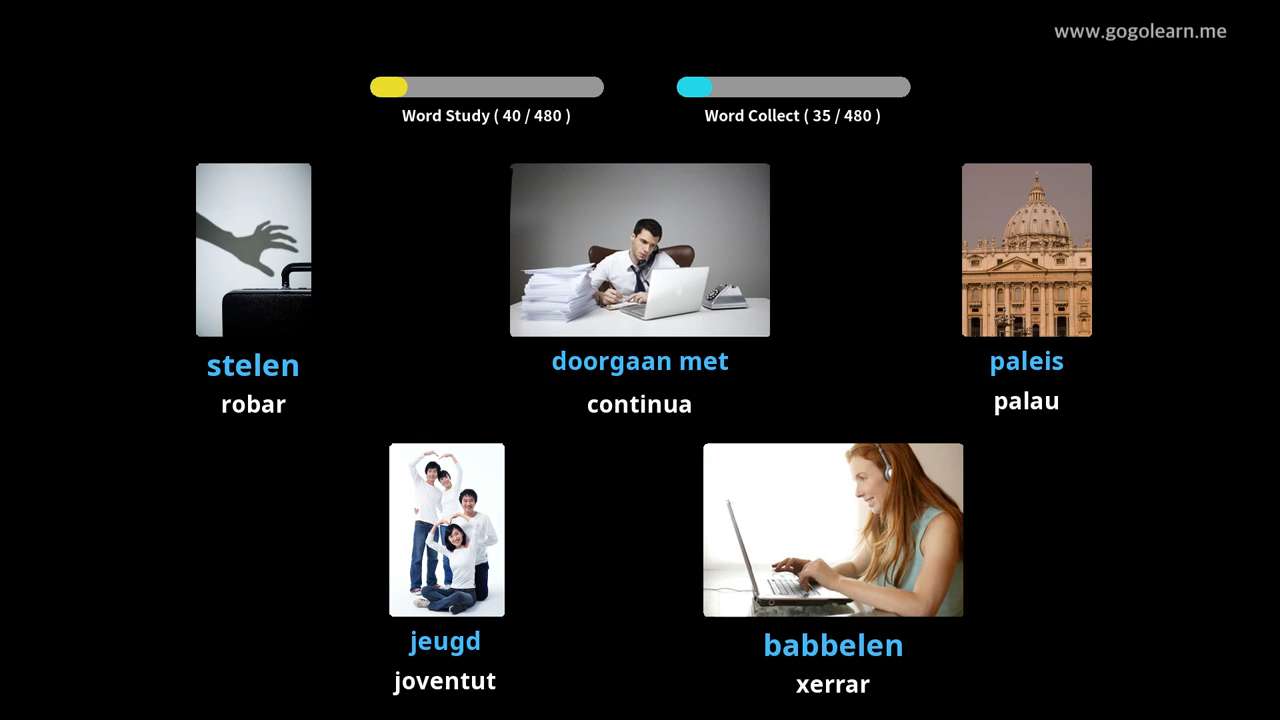 www.gogolearn.me
Word Study ( 40 / 480 )
Word Collect ( 35 / 480 )
stelen
robar
doorgaan met
continua
paleis
palau
jeugd
joventut
babbelen
xerrar